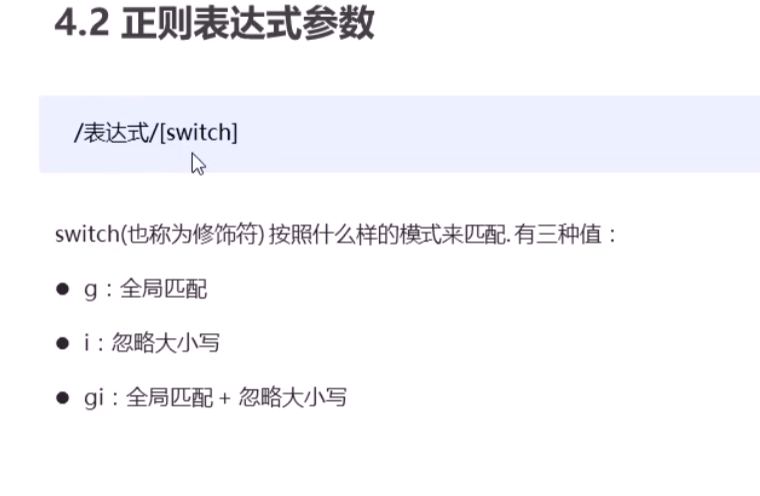 4.2 正则表达式参数
/表达式/[switch]
switch(也称为修饰符) 按照什么样的模式来匹配. 有三种值：
● g：全局匹配
● i：忽略大小写
● gi：全局匹配 + 忽略大小写